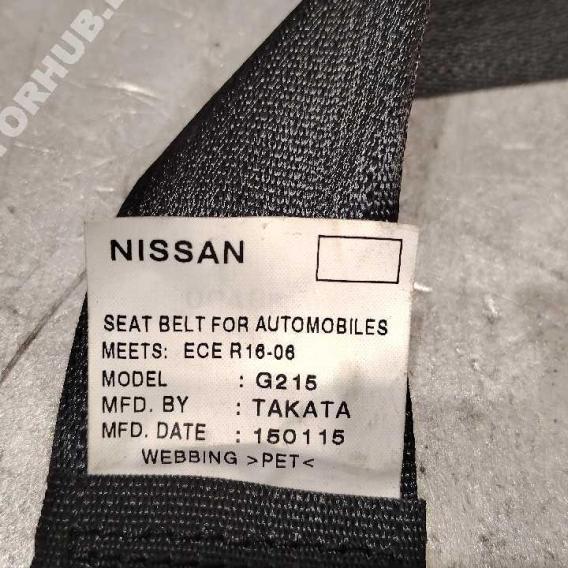 NISSAN
SEAT BELT FOR AUTOMOBILES
MEETS: ECE R16-06
MODEL : G215
MFD. BY : TAKATA
MFD. DATE : 150115
WEBBING >PET<